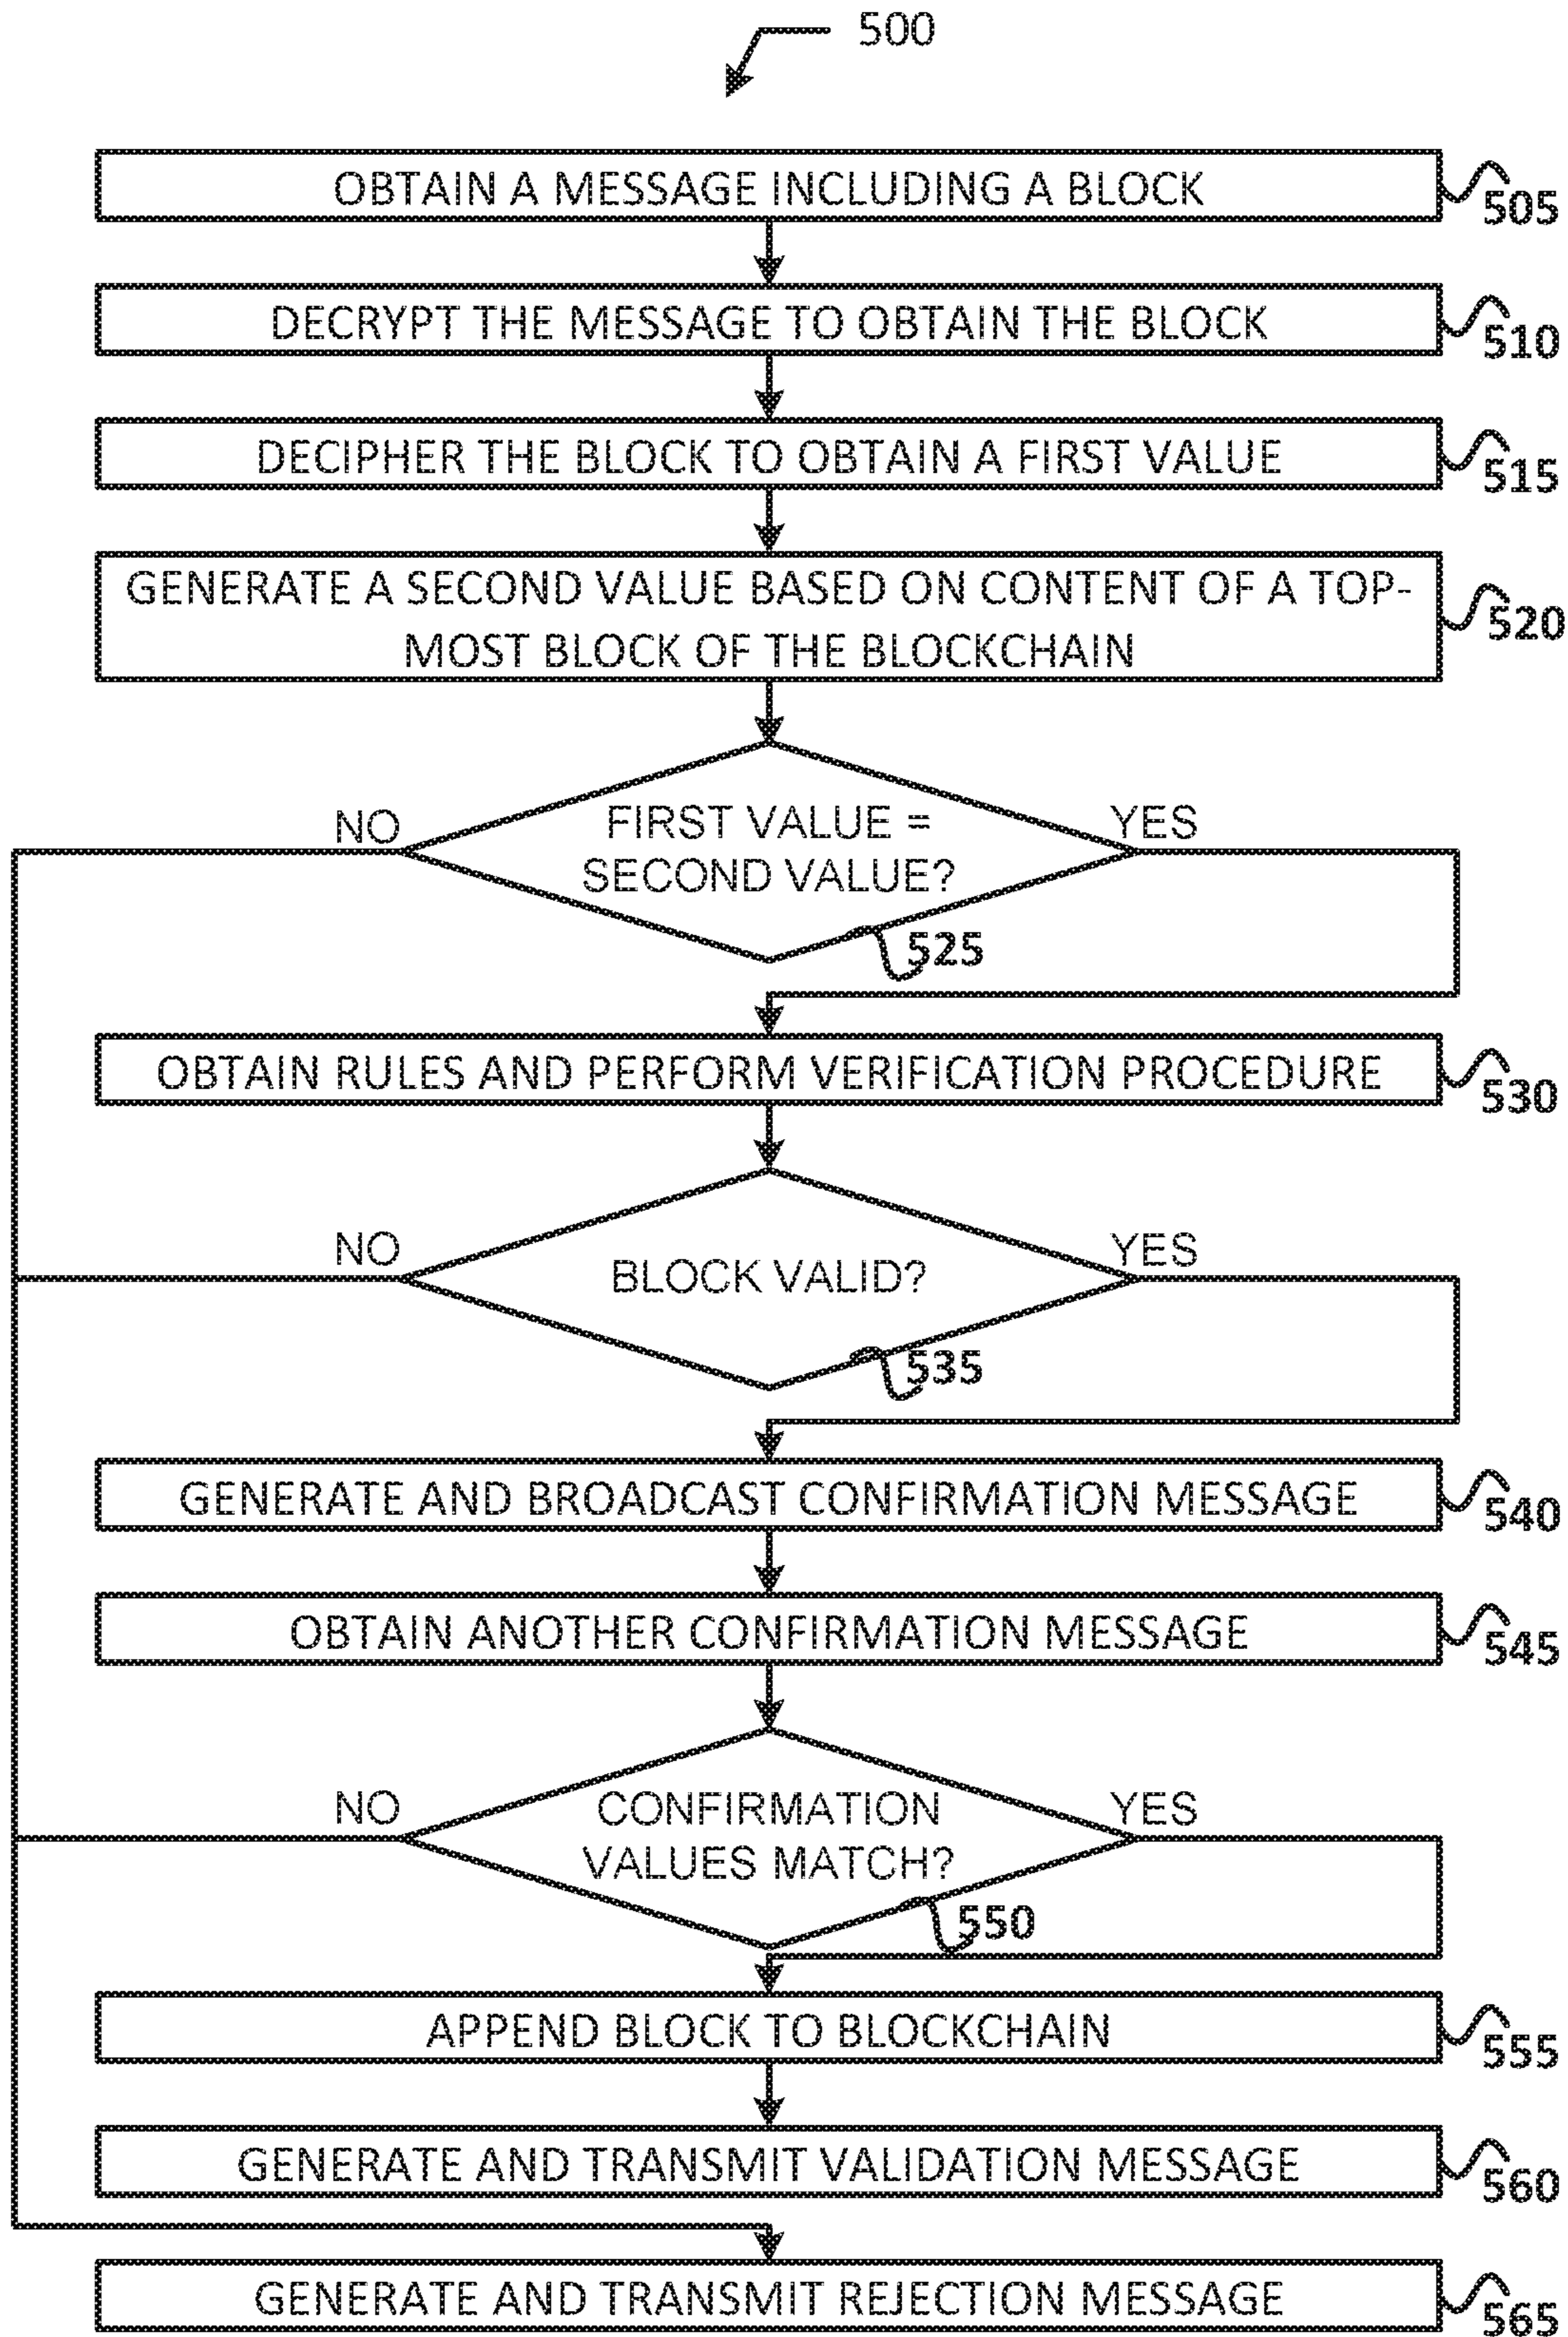 500
OBTAIN A MESSAGE INCLUDING A BLOCK
505
DECRYPT THE MESSAGE TO OBTAIN THE BLOCK
510
DECIPHER THE BLOCK TO OBTAIN A FIRST VALUE
515
GENERATE A SECOND VALUE BASED ON CONTENT OF A TOP-
MOST BLOCK OF THE BLOCKCHAIN
520
NO
FIRST VALUE =
SECOND VALUE?
YES
525
OBTAIN RULES AND PERFORM VERIFICATION PROCEDURE
530
NO
BLOCK VALID?
YES
535
GENERATE AND BROADCAST CONFIRMATION MESSAGE
540
OBTAIN ANOTHER CONFIRMATION MESSAGE
545
NO
CONFIRMATION
VALUES MATCH?
YES
550
APPEND BLOCK TO BLOCKCHAIN
555
GENERATE AND TRANSMIT VALIDATION MESSAGE
560
GENERATE AND TRANSMIT REJECTION MESSAGE
565